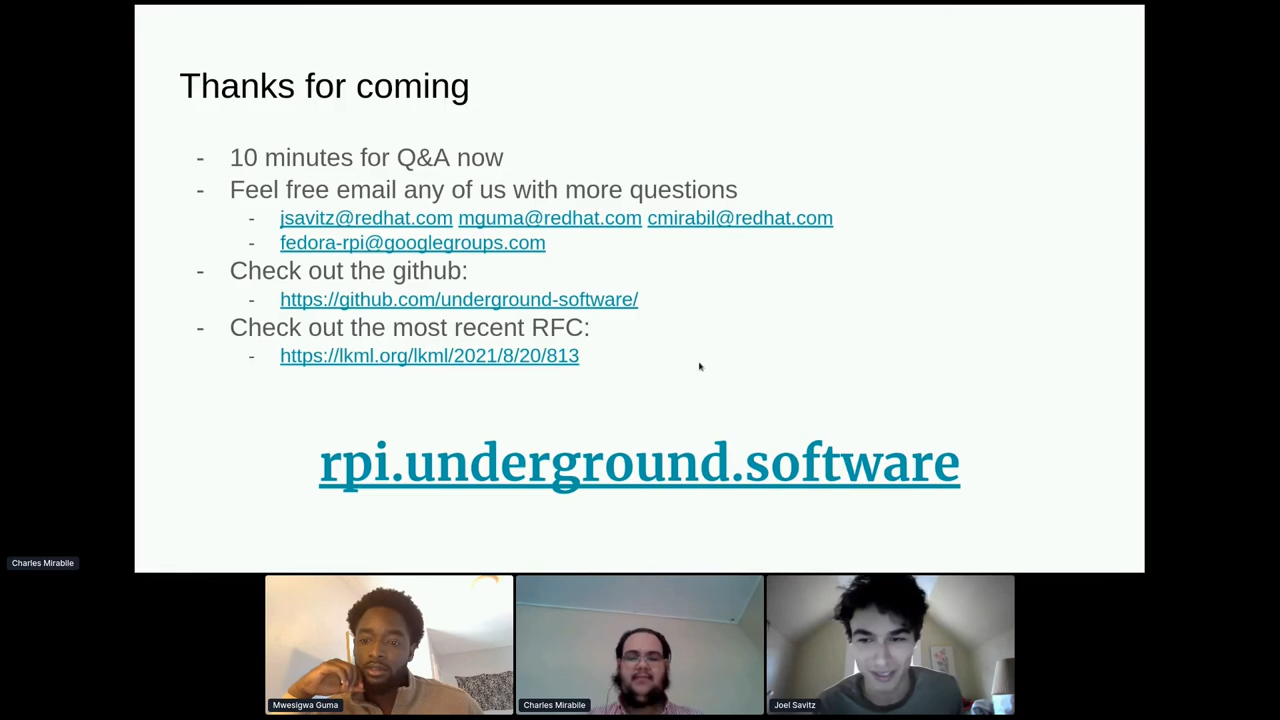 Thanks for coming
- 10 minutes for Q&A now
- Feel free email any of us with more questions
- jsavitz@redhat.com mguma@redhat.com cmirabil@redhat.com
- fedora-rpi@googlegroups.com
- Check out the github:
- https://github.com/underground-software/
- Check out the most recent RFC:
- https://lkml.org/lkml/2021/8/20/813
rpi.underground.software
Charles Mirabile
Mwesigwa Guma
Charles Mirabile
Joel Savitz